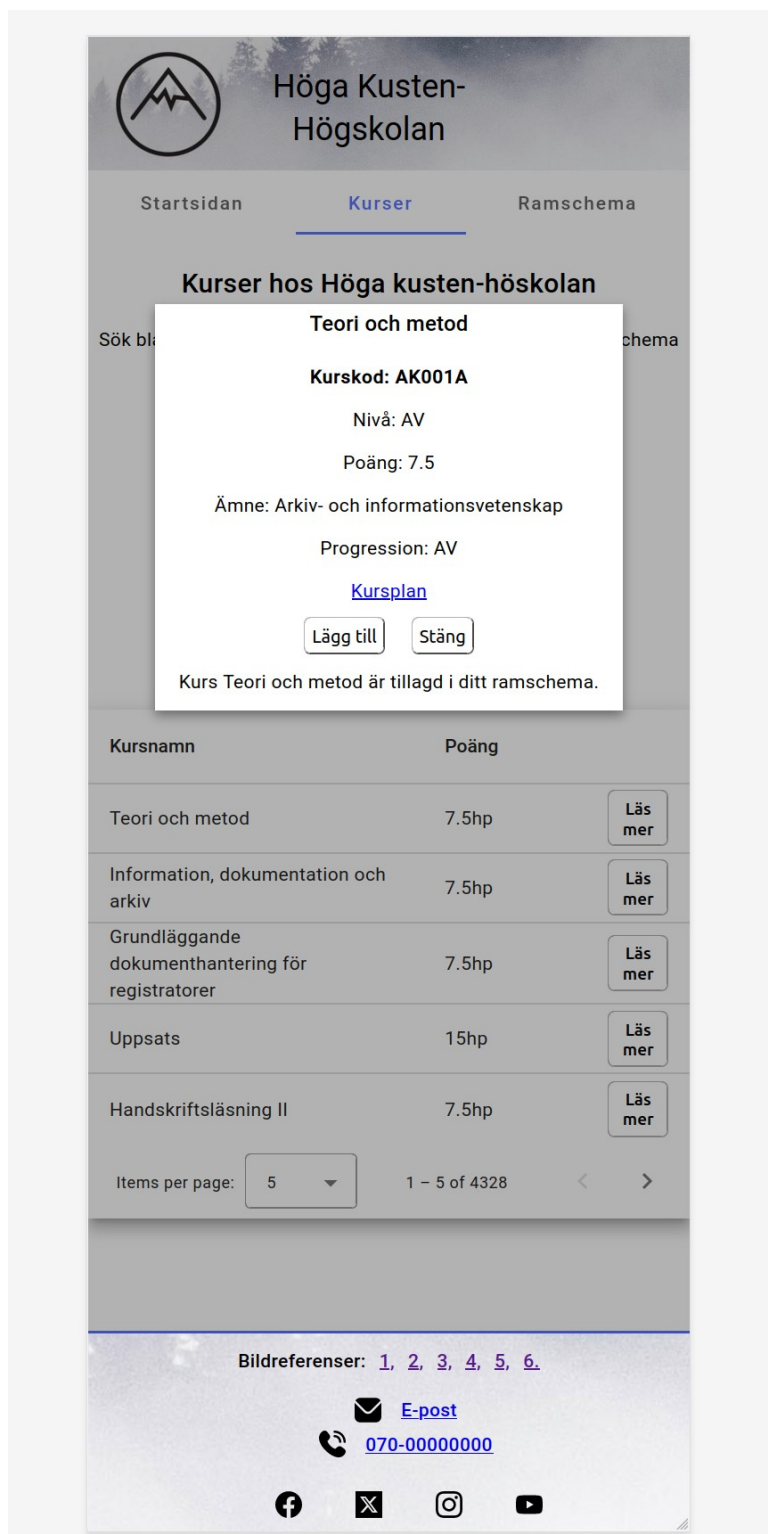 Höga Kusten-
Högskolan
Startsidan Kurser Ramschema
Kurser hos Höga kusten-höskolan
Sök chema
Teori och metod
Kurskod: AK001A
Nivå: AV
Poäng: 7.5
Ämne: Arkiv- och informationsvetenskap
Progression: AV
Kursplan
Lägg till Stäng
Kurs Teori och metod är tillagd i ditt ramschema.
Kursnamn Poäng
Teori och metod 7.5hp Läs
mer
Information, dokumentation och
arkiv 7.5hp Läs
mer
Grundläggande
dokumenthantering för
registratorer 7.5hp Läs
mer
Uppsats 15hp Läs
mer
Handskriftsläsning II 7.5hp Läs
mer
Items per page: 5 1 – 5 of 4328
Bildreferenser: 1, 2, 3, 4, 5, 6.
E-post
070-00000000